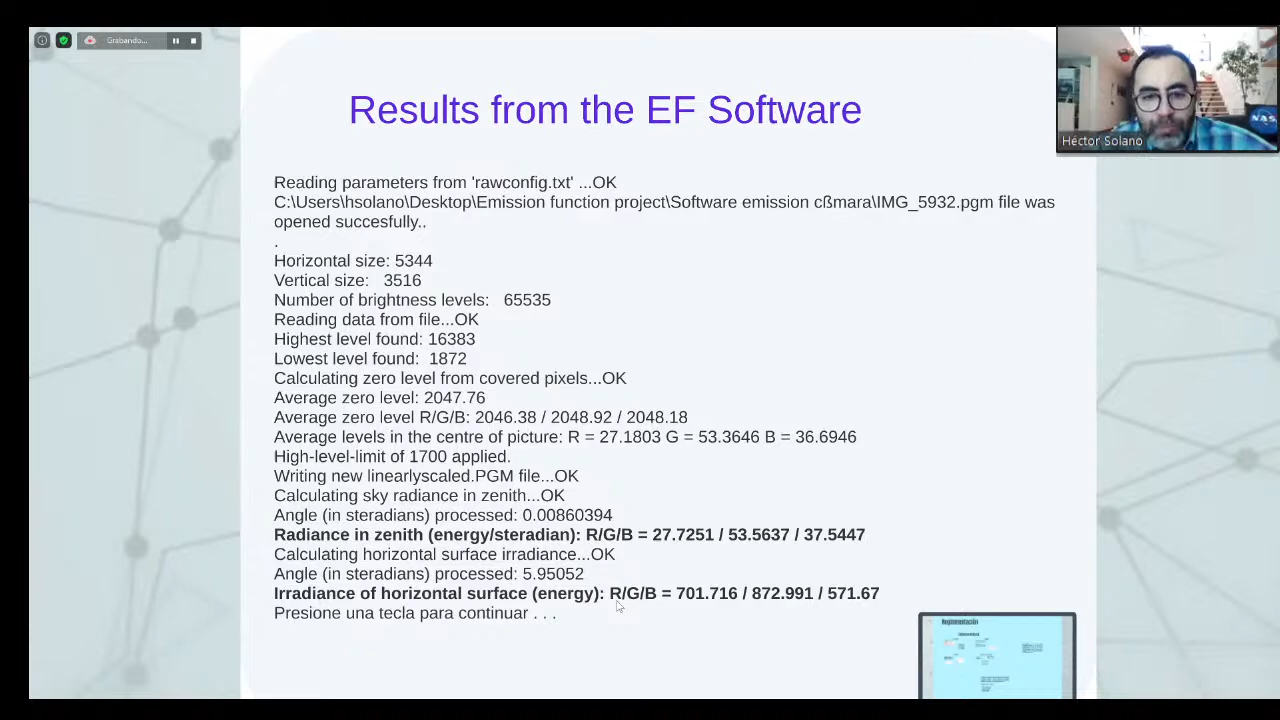 Grabando...
Results from the EF Software
Héctor Solano
NAS
Reading parameters from 'rawconfig.txt' ...OK
C:\Users\hsolano\Desktop\Emission function project\Software emission cßmara\IMG_5932.pgm file was
opened succesfully..
.
Horizontal size: 5344
Vertical size: 3516
Number of brightness levels: 65535
Reading data from file...OK
Highest level found: 16383
Lowest level found: 1872
Calculating zero level from covered pixels...OK
Average zero level: 2047.76
Average zero level R/G/B: 2046.38 / 2048.92 / 2048.18
Average levels in the centre of picture: R = 27.1803 G = 53.3646 B = 36.6946
High-level-limit of 1700 applied.
Writing new linearlyscaled.PGM file...OK
Calculating sky radiance in zenith...OK
Angle (in steradians) processed: 0.00860394
Radiance in zenith (energy/steradian): R/G/B = 27.7251 / 53.5637 / 37.5447
Calculating horizontal surface irradiance...OK
Angle (in steradians) processed: 5.95052
Irradiance of horizontal surface (energy): R/G/B = 701.716 / 872.991 / 571.67
Presione una tecla para continuar . . .